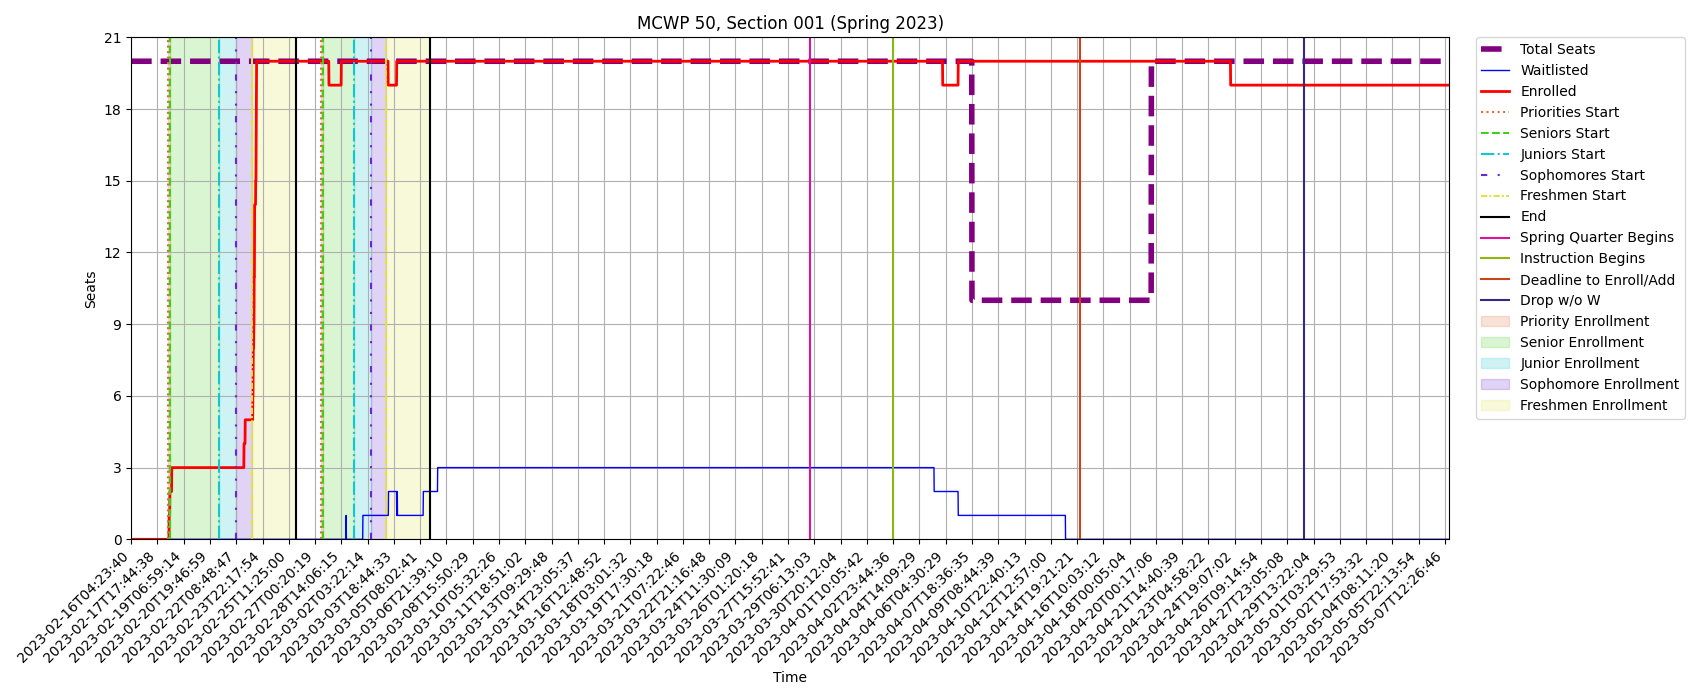 MCWP 50, Section 001 (Spring 2023)
21
18
15
12
9
6
3
0
Seats
2023-02-16T04:23:40
2023-02-17T17:44:38
2023-02-19T06:59:14
2023-02-20T19:46:59
2023-02-22T08:48:47
2023-02-23T22:17:54
2023-02-25T11:25:00
2023-02-27T00:20:19
2023-02-28T14:06:15
2023-03-02T03:22:14
2023-03-03T18:44:33
2023-03-05T08:02:41
2023-03-06T21:39:10
2023-03-08T15:50:29
2023-03-10T05:32:26
2023-03-11T18:51:02
2023-03-13T09:29:48
2023-03-14T23:05:37
2023-03-16T12:48:52
2023-03-18T03:01:32
2023-03-19T17:30:18
2023-03-21T07:22:46
2023-03-22T21:16:48
2023-03-24T11:30:09
2023-03-26T01:20:18
2023-03-27T15:52:41
2023-03-29T06:13:03
2023-03-30T20:12:04
2023-04-01T10:05:42
2023-04-02T23:44:36
2023-04-04T14:09:29
2023-04-06T04:30:29
2023-04-07T18:36:35
2023-04-09T08:44:39
2023-04-10T22:40:13
2023-04-12T12:57:00
2023-04-14T19:21:21
2023-04-16T10:03:12
2023-04-18T00:05:04
2023-04-20T00:17:06
2023-04-21T14:40:39
2023-04-23T04:58:22
2023-04-24T19:07:02
2023-04-26T09:14:54
2023-04-27T23:05:08
2023-04-29T13:22:04
2023-05-01T03:29:53
2023-05-02T17:53:32
2023-05-04T08:11:20
2023-05-05T22:13:54
2023-05-07T12:26:46
Time
Total Seats
Waitlisted
Enrolled
Priorities Start
Seniors Start
Juniors Start
Sophomores Start
Freshmen Start
End
Spring Quarter Begins
Instruction Begins
Deadline to Enroll/Add
Drop w/o W
Priority Enrollment
Senior Enrollment
Junior Enrollment
Sophomore Enrollment
Freshmen Enrollment